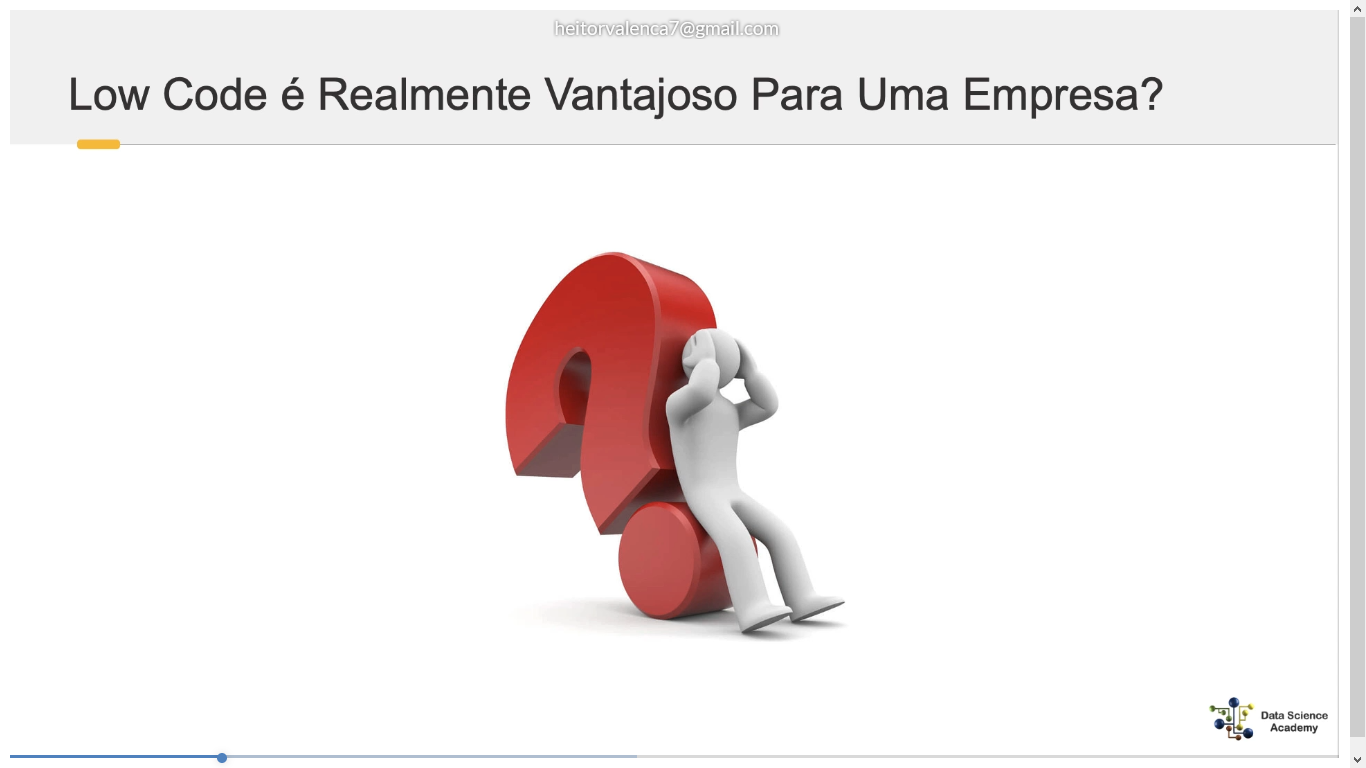 heitorvalenca7@gmail.com
Low Code é Realmente Vantajoso Para Uma Empresa?
Data Science
Academy